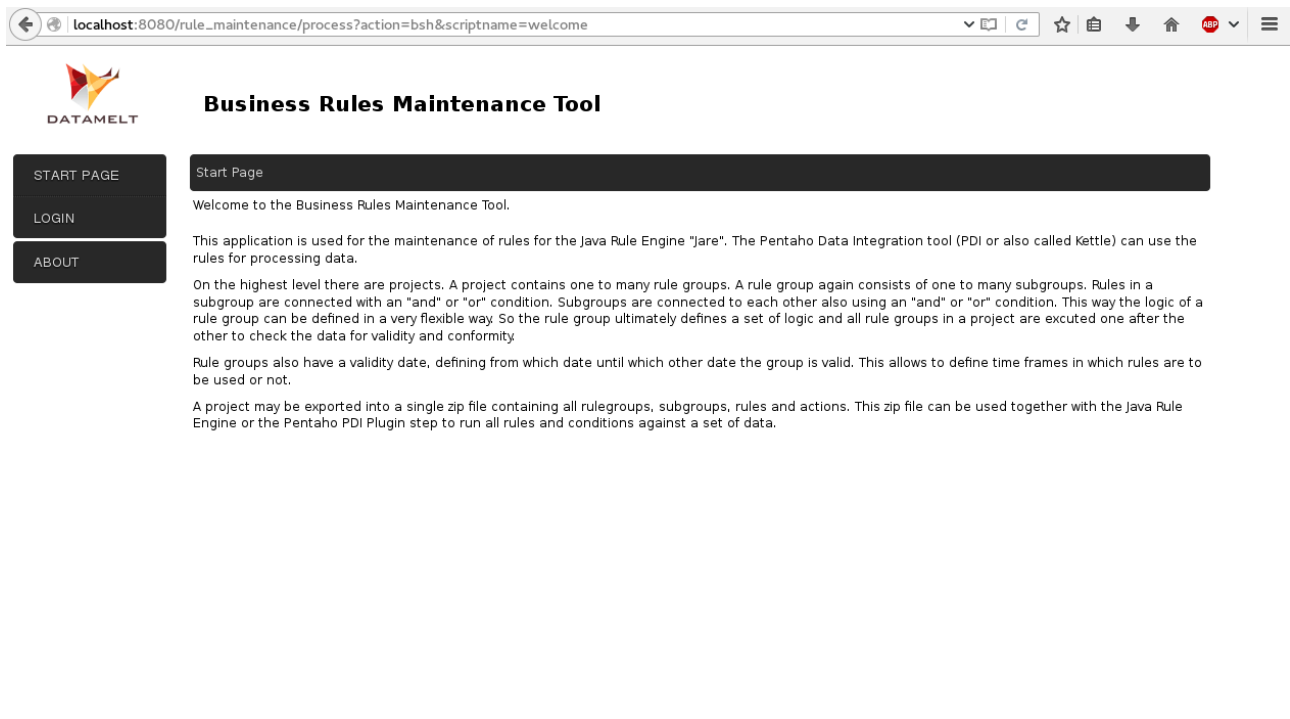 localhost:8080/rule_maintenance/process?action=bsh&scriptname=welcome
ABP
DATAMELT
Business Rules Maintenance Tool
START PAGE
LOGIN
ABOUT
Start Page
Welcome to the Business Rules Maintenance Tool.
This application is used for the maintenance of rules for the Java Rule Engine "Jare". The Pentaho Data Integration tool (PDI or also called Kettle) can use the
rules for processing data.
On the highest level there are projects. A project contains one to many rule groups. A rule group again consists of one to many subgroups. Rules in a
subgroup are connected with an "and" or "or" condition. Subgroups are connected to each other also using an "and" or "or" condition. This way the logic of a
rule group can be defined in a very flexible way. So the rule group ultimately defines a set of logic and all rule groups in a project are excuted one after the
other to check the data for validity and conformity.
Rule groups also have a validity date, defining from which date until which other date the group is valid. This allows to define time frames in which rules are to
be used or not.
A project may be exported into a single zip file containing all rulegroups, subgroups, rules and actions. This zip file can be used together with the Java Rule
Engine or the Pentaho PDI Plugin step to run all rules and conditions against a set of data.